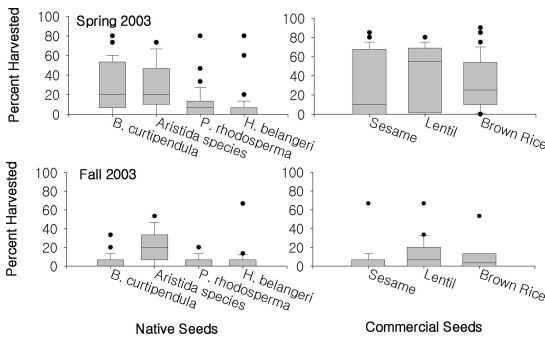 Spring 2003
Percent Harvested
100
80
60
40
20
0
B. curtipendula
Aristida species
P. rhodosperma
H. belangeri
100
80
60
40
20
0
Sesame
Lentil
Brown Rice
Fall 2003
Percent Harvested
100
80
60
40
20
0
B. curtipendula
Aristida species
P. rhodosperma
H. belangeri
100
80
60
40
20
0
Sesame
Lentil
Brown Rice
Native Seeds
Commercial Seeds